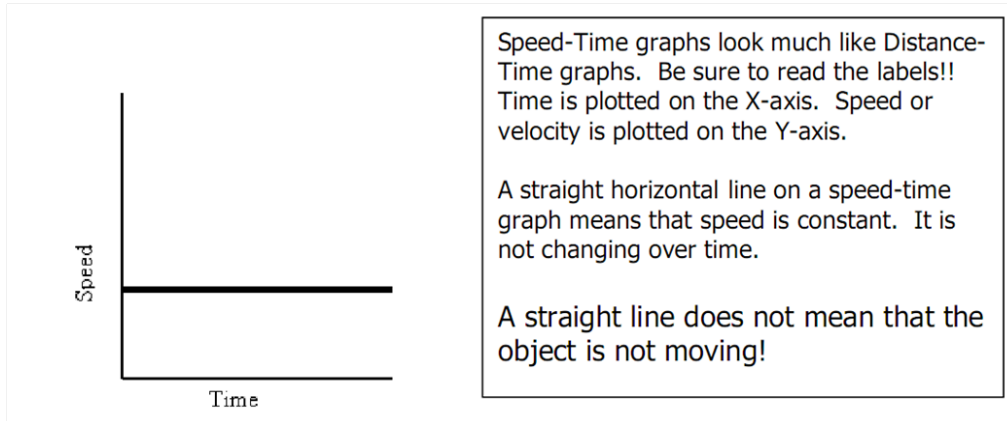 Speed
Time
Speed-Time graphs look much like Distance-
Time graphs.  Be sure to read the labels!!
Time is plotted on the X-axis.  Speed or
velocity is plotted on the Y-axis.
A straight horizontal line on a speed-time
graph means that speed is constant.  It is
not changing over time.
A straight line does not mean that the
object is not moving!